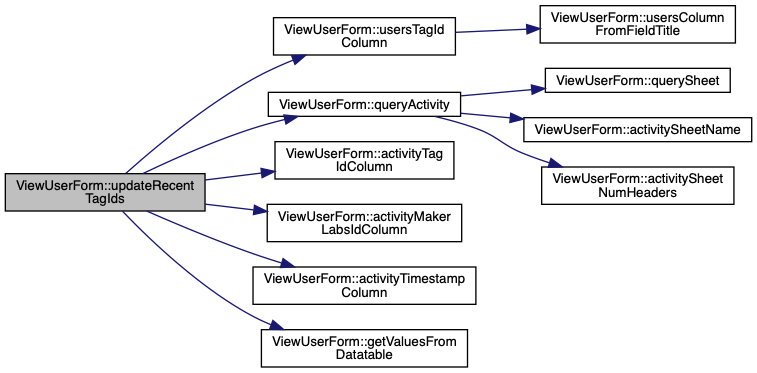 ViewUserForm::updateRecent
TagIds
ViewUserForm::usersTagId
Column
ViewUserForm::usersColumn
FromFieldTitle
ViewUserForm::queryActivity
ViewUserForm::querySheet
ViewUserForm::activitySheetName
ViewUserForm::activitySheet
NumHeaders
ViewUserForm::activityTag
IdColumn
ViewUserForm::activityMaker
LabsIdColumn
ViewUserForm::activityTimestamp
Column
ViewUserForm::getValuesFrom
Datatable